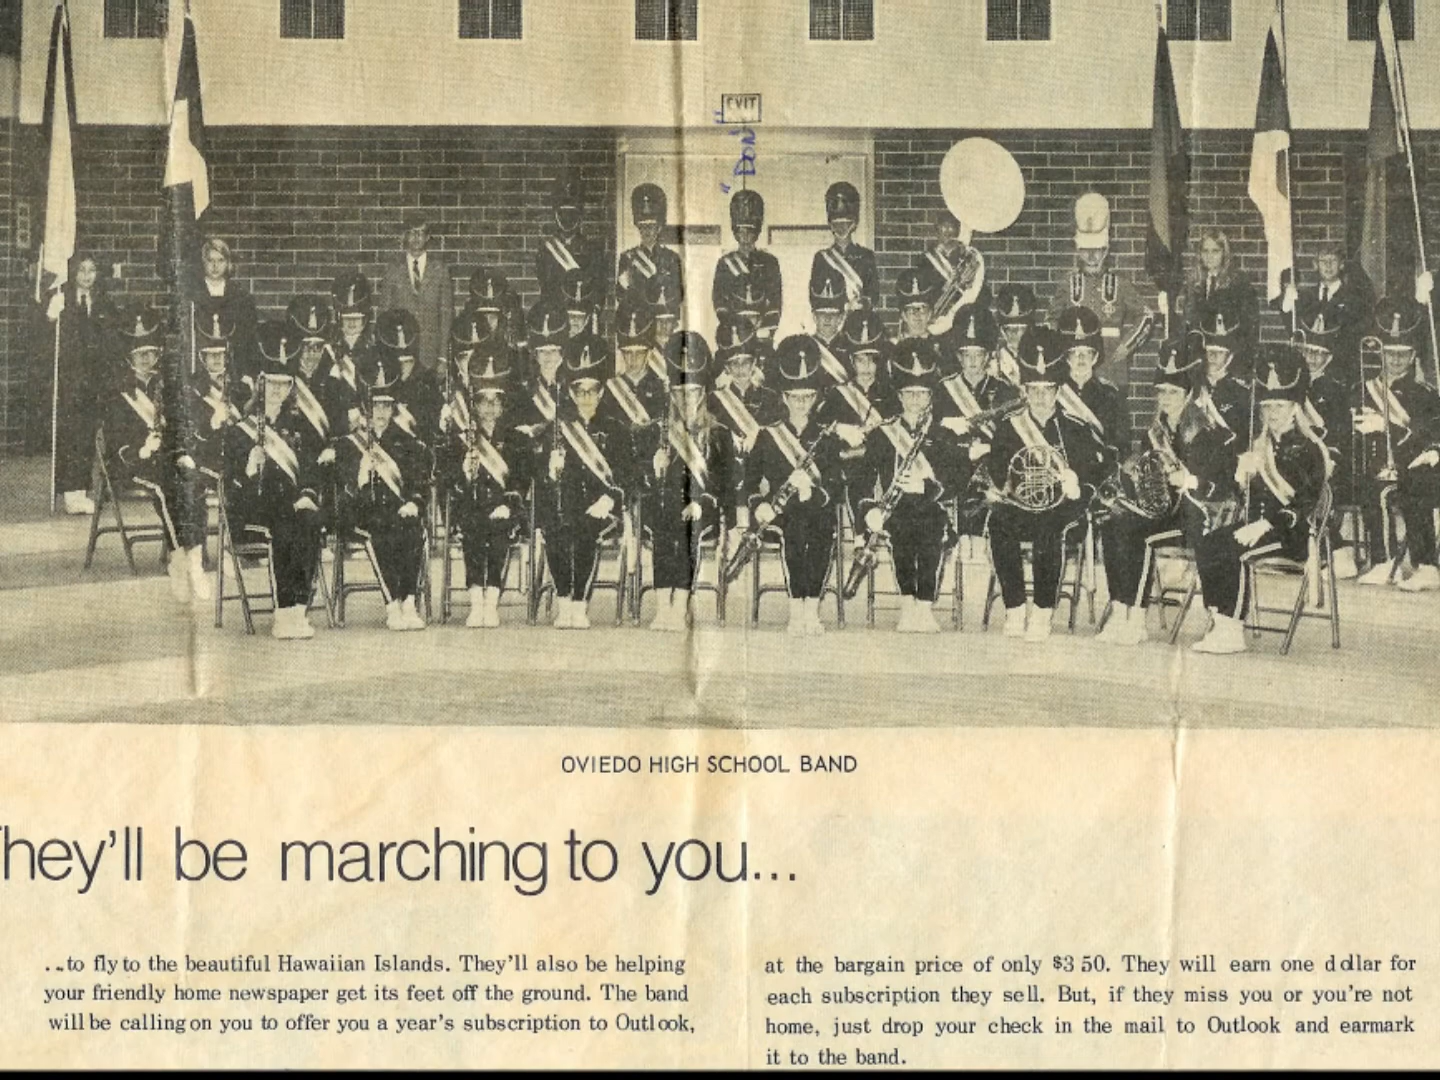 EXIT
"DON"
OVIEDO HIGH SCHOOL BAND
hey'll be marching to you...
...to fly to the beautiful Hawaiian Islands. They'll also be helping
your friendly home newspaper get its feet off the ground. The band
will be calling on you to offer you a year's subscription to Outlook,
at the bargain price of only $3 50. They will earn one dollar for
each subscription they sell. But, if they miss you or you're not
home, just drop your check in the mail to Outlook and earmark
it to the band.